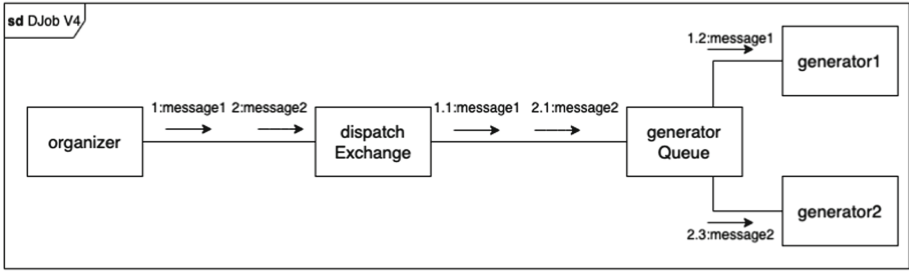 sd DJob V4
1.2:message1
generator1
1:message1 2:message2
1.1:message1 2.1:message2
organizer
dispatch
Exchange
generator
Queue
generator2
2.3:message2